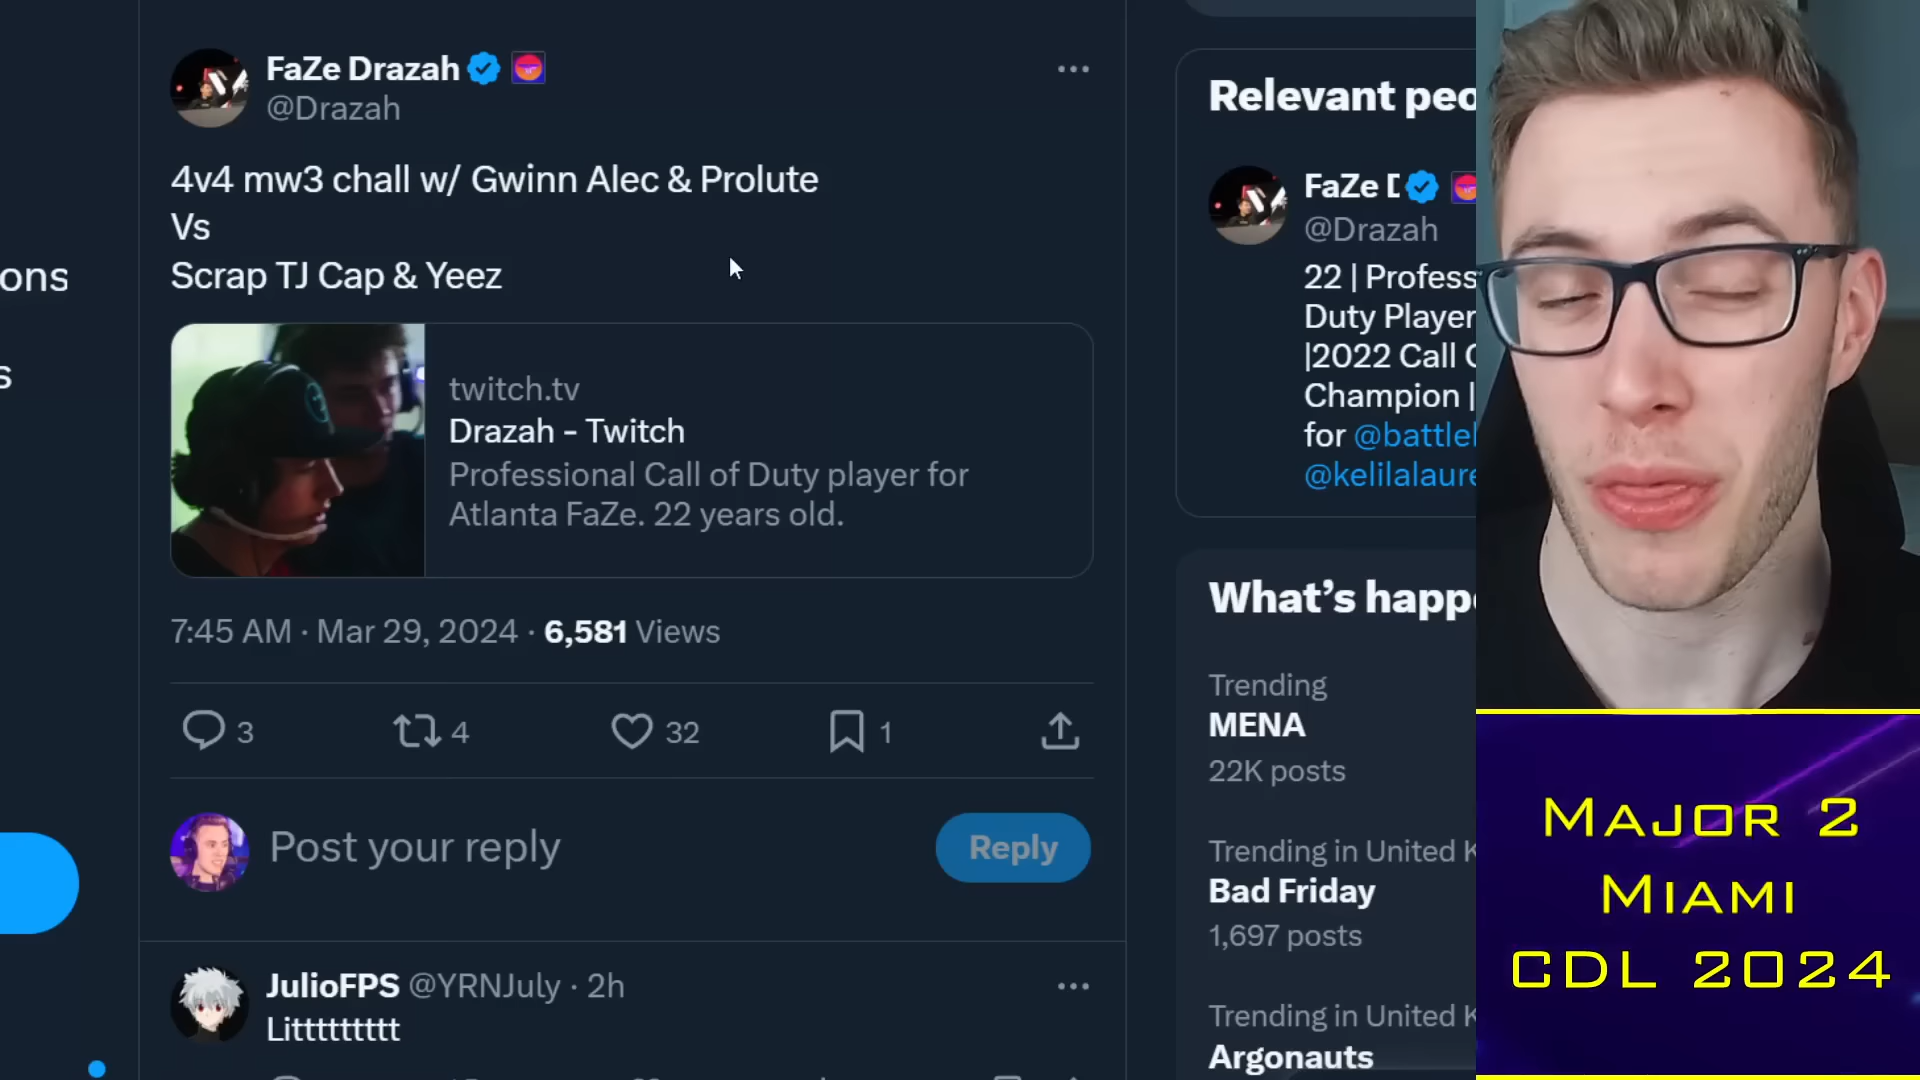 FaZe Drazah
@Drazah
4v4 mw3 chall w/ Gwinn Alec & Prolute
Vs
Scrap TJ Cap & Yeez
twitch.tv
Drazah - Twitch
Professional Call of Duty player for
Atlanta FaZe. 22 years old.
7:45 AM · Mar 29, 2024 · 6,581 Views
3
4
32
1
Post your reply
Reply
JulioFPS @YRNJuly · 2h
Littttttttt
ons
s
Relevant peo
FaZe D
@Drazah
22 | Profess
Duty Player
|2022 Call C
Champion |
for @battlel
@kelilalaure
What’s happe
Trending
MENA
22K posts
Trending in United K
Bad Friday
1,697 posts
Trending in United K
Argonauts
Major 2
Miami
CDL 2024